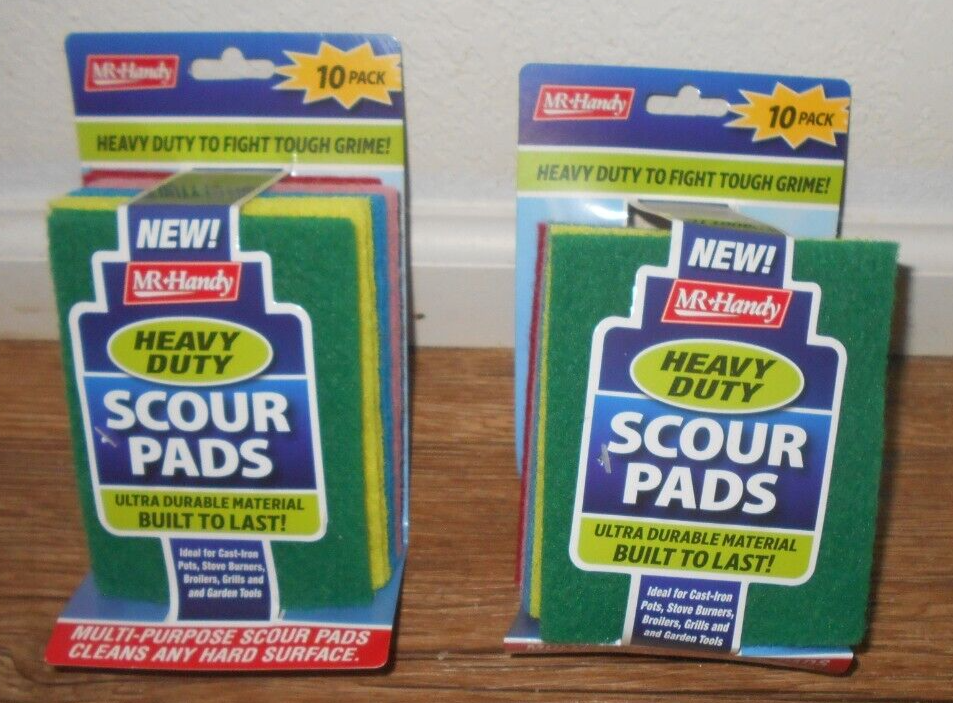 MR Handy
10 PACK
HEAVY DUTY TO FIGHT TOUGH GRIME!
NEW!
MR Handy
HEAVY
DUTY
SCOUR
PADS
ULTRA DURABLE MATERIAL
BUILT TO LAST!
Ideal for Cast-Iron
Pots, Stove Burners,
Broilers, Grills and
and Garden Tools
MULTI-PURPOSE SCOUR PADS
CLEANS ANY HARD SURFACE.
MR Handy
10 PACK
HEAVY DUTY TO FIGHT TOUGH GRIME!
NEW!
MR Handy
HEAVY
DUTY
SCOUR
PADS
ULTRA DURABLE MATERIAL
BUILT TO LAST!
Ideal for Cast-Iron
Pots, Stove Burners,
Broilers, Grills and
and Garden Tools